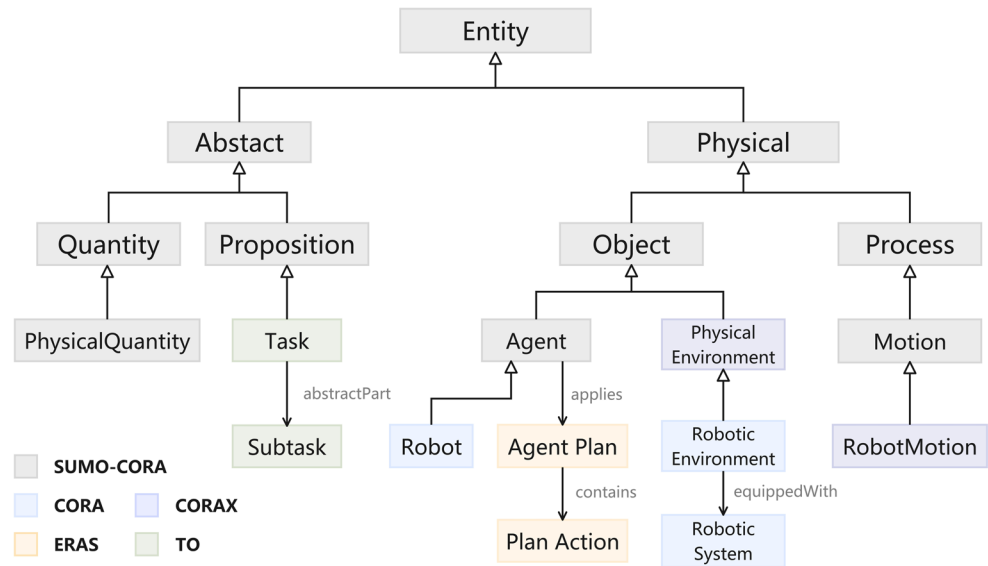 Entity
Abstact
Physical
Quantity
Proposition
Object
Process
PhysicalQuantity
Task
Agent
Physical
Environment
Motion
abstractPart
applies
Subtask
Robot
Agent Plan
Robotic
Environment
RobotMotion
SUMO-CORA
contains
equippedWith
CORA
CORAX
Plan Action
Robotic
System
ERAS
TO